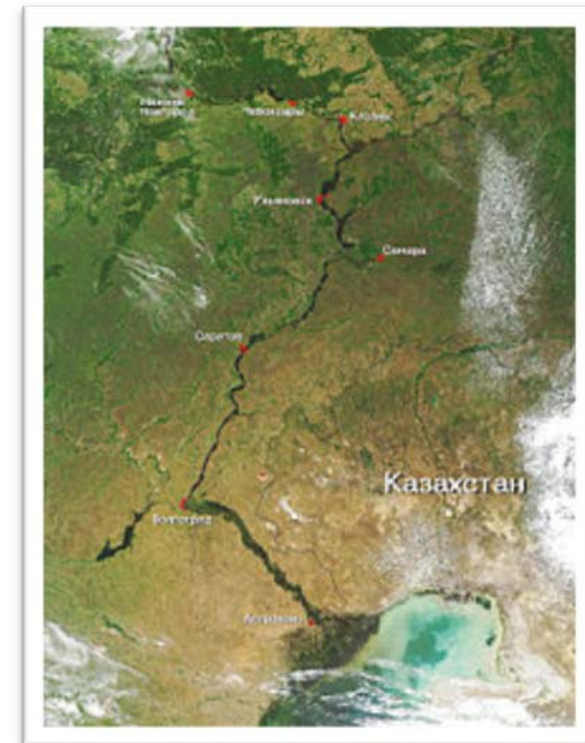 Нижний
Новгород
Чебоксары
Казань
Ульяновск
Самара
Саратов
Казахстан
Волгоград
Астрахань